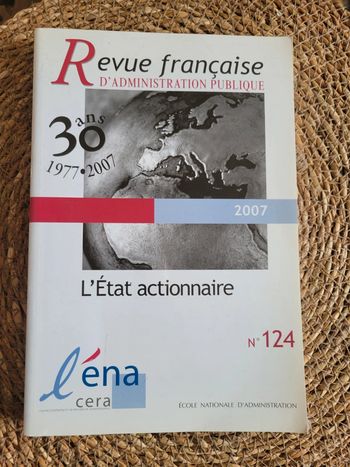 Revue française
D'ADMINISTRATION PUBLIQUE
30 ans
1977•2007
2007
L'État actionnaire
N° 124
l'éna
cera
ÉCOLE NATIONALE D'ADMINISTRATION